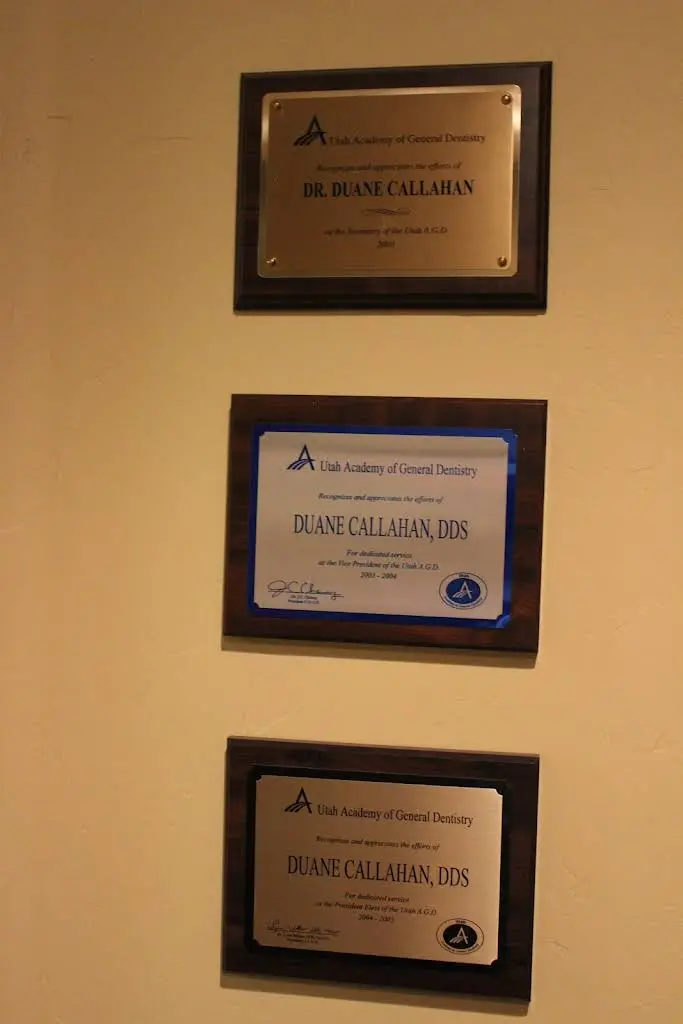 Utah Academy of General Dentistry
Recognizes and appreciates the efforts of
DR. DUANE CALLAHAN
as the Secretary of the Utah A.G.D.
Utah Academy of General Dentistry
Recognizes and appreciates the efforts of
DUANE CALLAHAN, DDS
For dedicated service
as the Vice President of the Utah A.G.D.
2003 - 2004
Utah Academy of General Dentistry
Recognizes and appreciates the efforts of
DUANE CALLAHAN, DDS
For dedicated service
as the President Elect of the Utah A.G.D.
2004 - 2005